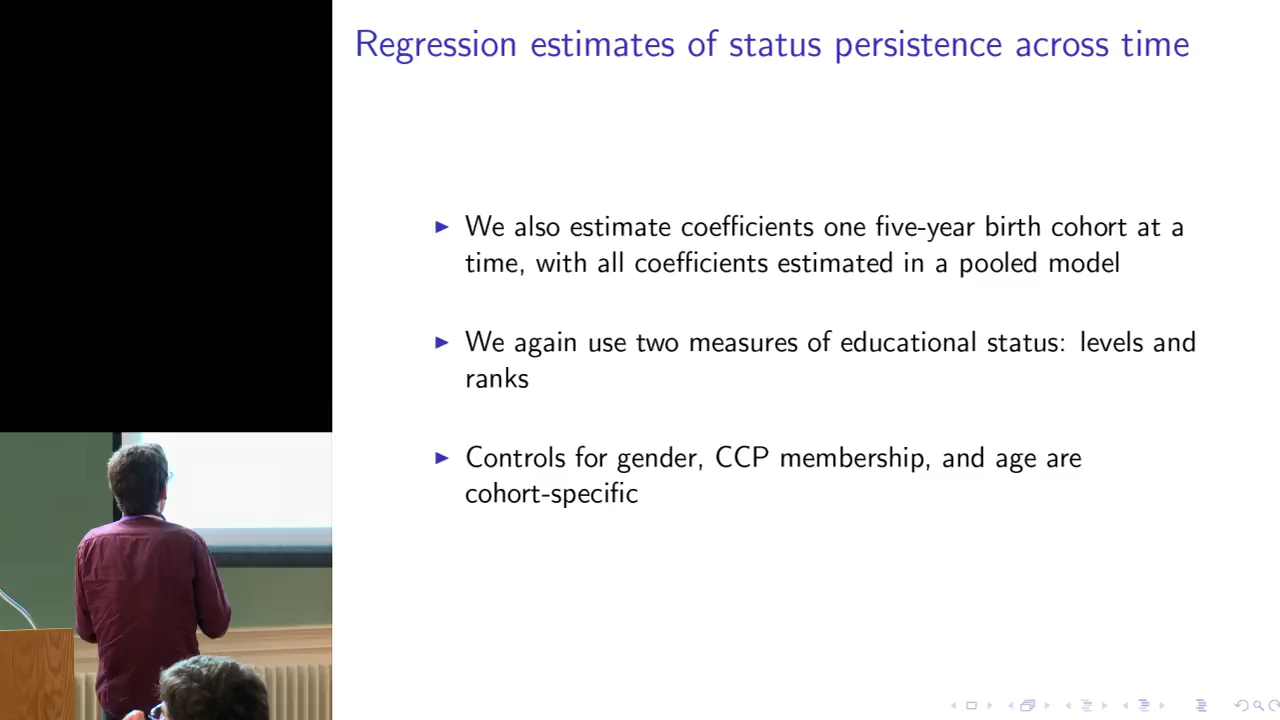 Regression estimates of status persistence across time
We also estimate coefficients one five-year birth cohort at a
time, with all coefficients estimated in a pooled model
We again use two measures of educational status: levels and
ranks
Controls for gender, CCP membership, and age are
cohort-specific